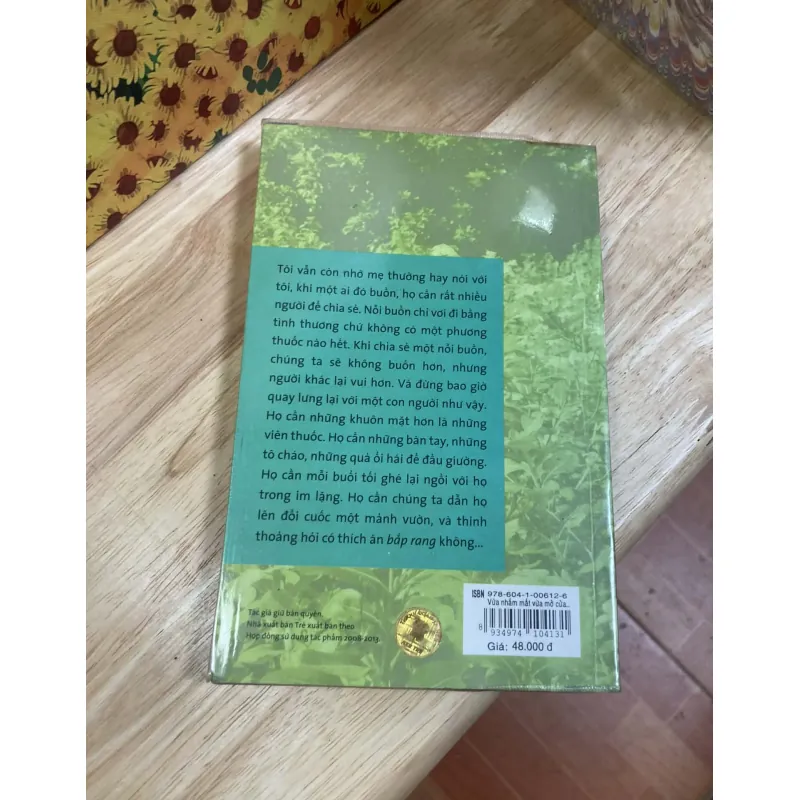 Tôi vẫn còn nhớ mẹ thường hay nói với
tôi, khi một ai đó buồn, họ cần rất nhiều
người để chia sẻ. Nỗi buồn chỉ vơi đi bằng
tình thương chứ không có một phương
thuốc nào hết. Khi chia sẻ một nỗi buồn,
chúng ta sẽ không buồn hơn, nhưng
người khác lại vui hơn. Và đừng bao giờ
quay lưng lại với một con người như vậy.
Họ cần những khuôn mặt hơn là những
viên thuốc. Họ cần những bàn tay, những
tô cháo, những quả ổi hái để đầu giường.
Họ cần mỗi buổi tối ghé lại ngồi với họ
trong im lặng. Họ cần chúng ta dẫn họ
lên đồi cuốc một mảnh vườn, và thỉnh
thoảng hỏi có thích ăn bắp rang không...
Tác giả giữ bản quyền.
Nhà xuất bản Trẻ xuất bản theo
Hợp đồng sử dụng tác phẩm 2008-2013.
ISBN 978-604-1-00612-6
Vừa nhắm mắt vừa mở cửa...
8 934974 104131
Giá: 48.000 đ